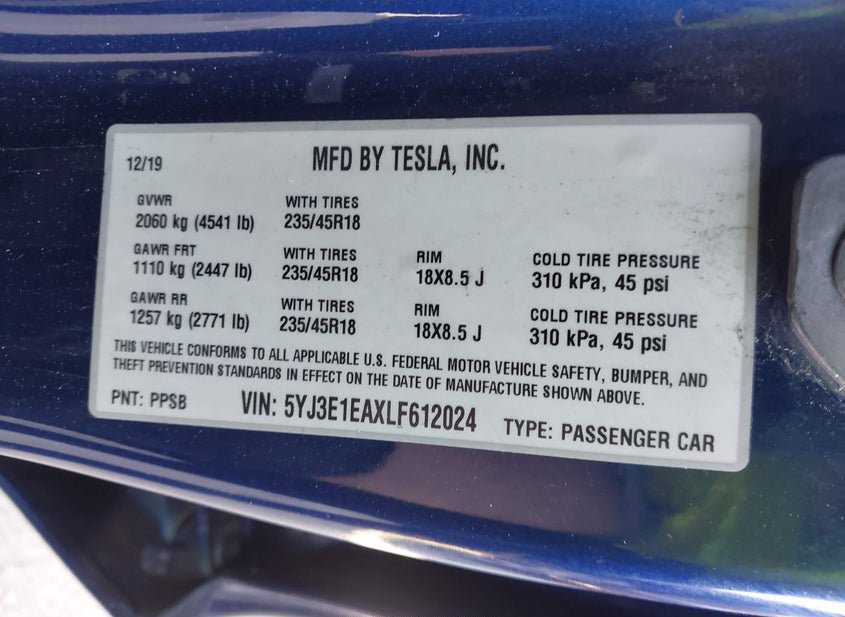 12/19 MFD BY TESLA, INC.
GVWR WITH TIRES
2060 kg (4541 lb) 235/45R18
GAWR FRT WITH TIRES RIM COLD TIRE PRESSURE
1110 kg (2447 lb) 235/45R18 18X8.5 J 310 kPa, 45 psi
GAWR RR WITH TIRES RIM COLD TIRE PRESSURE
1257 kg (2771 lb) 235/45R18 18X8.5 J 310 kPa, 45 psi
THIS VEHICLE CONFORMS TO ALL APPLICABLE U.S. FEDERAL MOTOR VEHICLE SAFETY, BUMPER, AND
THEFT PREVENTION STANDARDS IN EFFECT ON THE DATE OF MANUFACTURE SHOWN ABOVE.
PNT: PPSB VIN: 5YJ3E1EAXLF612024 TYPE: PASSENGER CAR